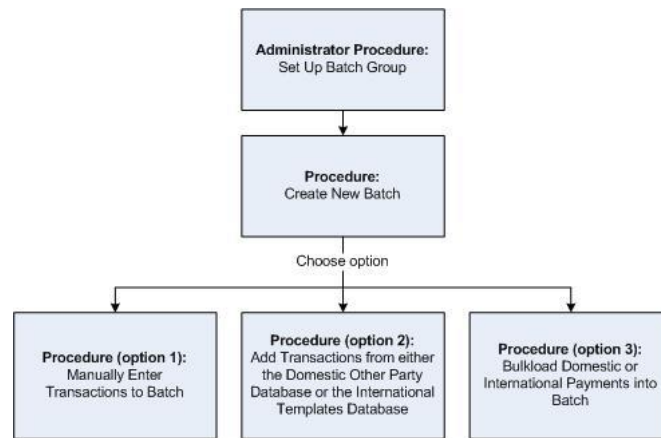 Administrator Procedure:
Set Up Batch Group
Procedure:
Create New Batch
Choose option
Procedure (option 1):
Manually Enter
Transactions to Batch
Procedure (option 2):
Add Transactions from either
the Domestic Other Party
Database or the International
Templates Database
Procedure (option 3):
Bulkload Domestic or
International Payments into
Batch